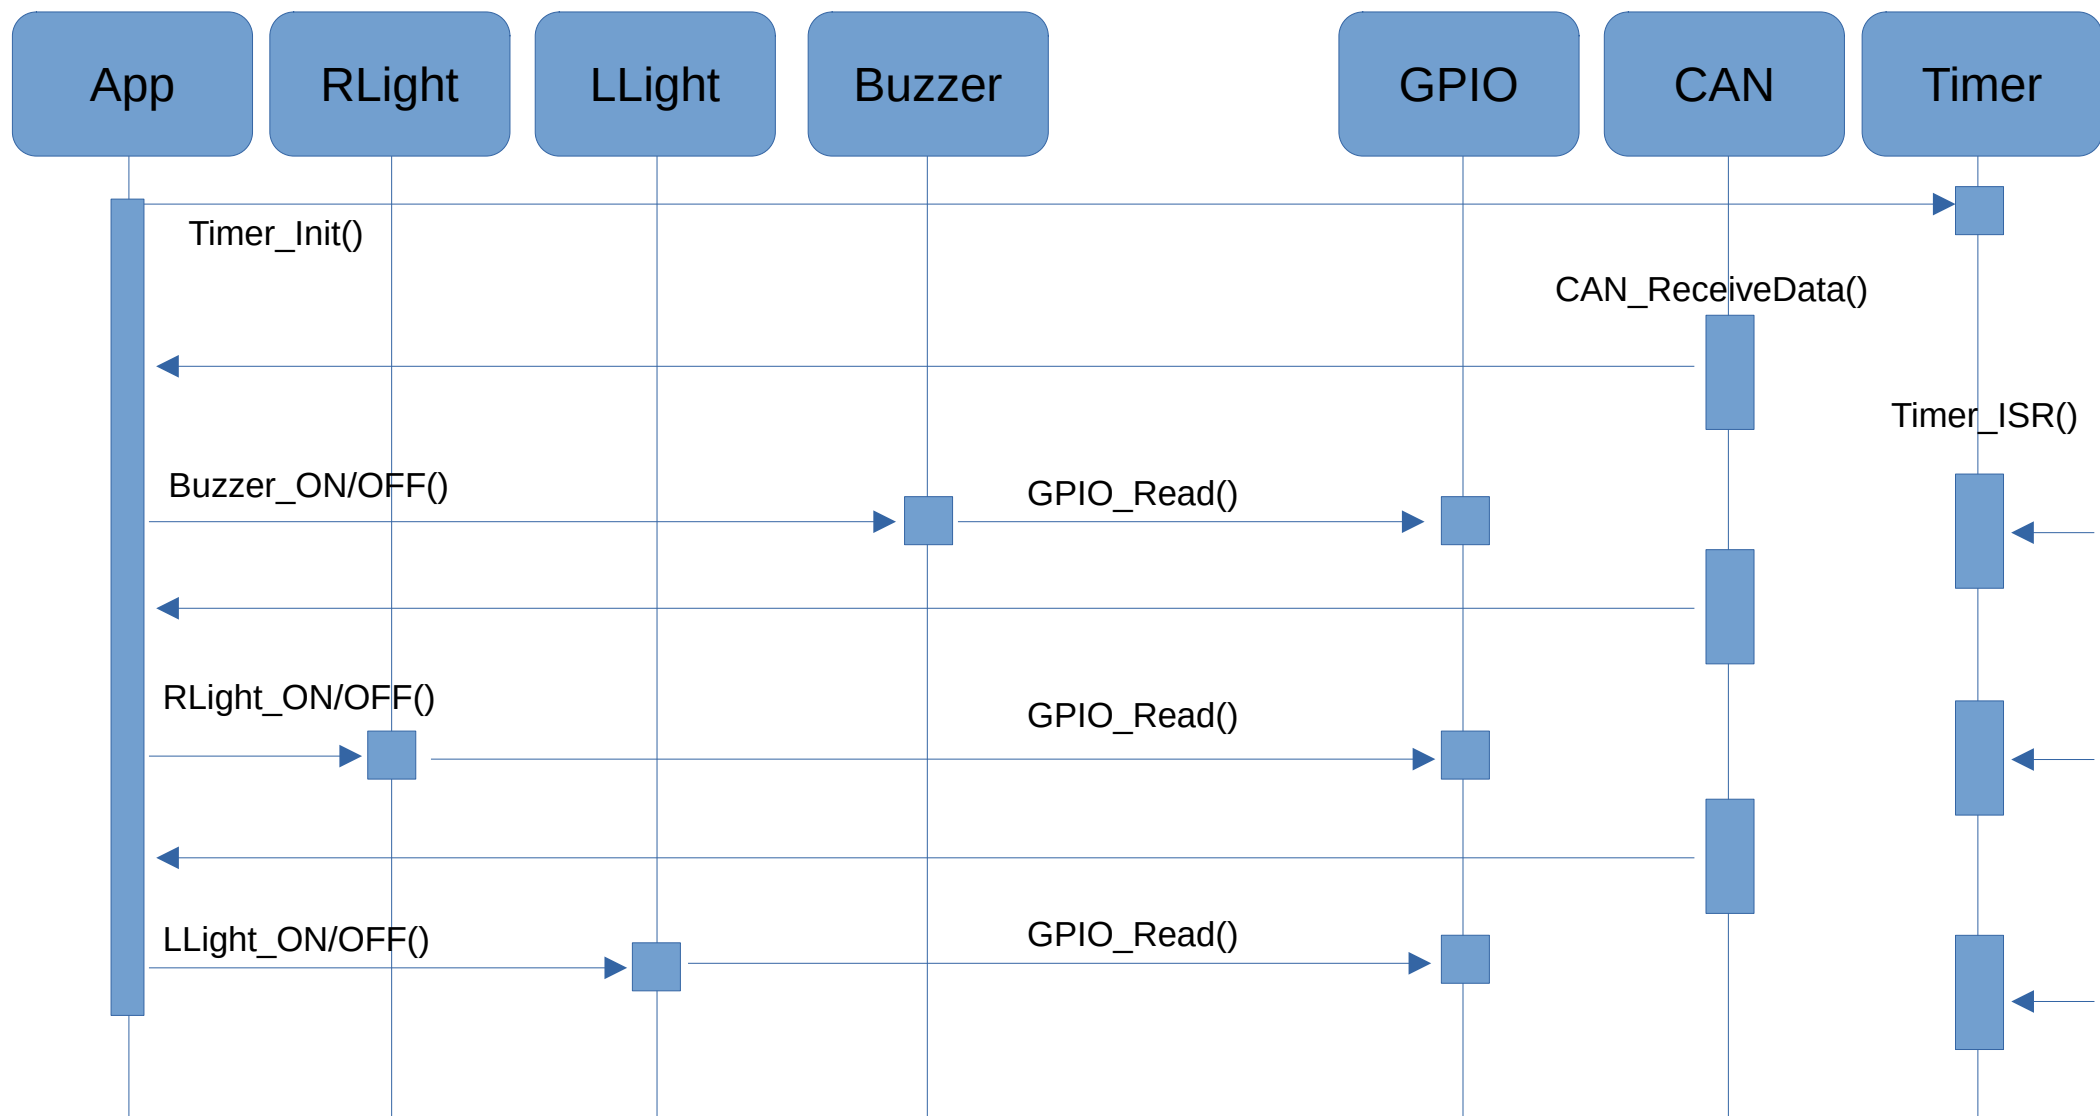 App
RLight
LLight
Buzzer
GPIO
CAN
Timer
Timer_Init()
CAN_ReceiveData()
Timer_ISR()
Buzzer_ON/OFF()
GPIO_Read()
RLight_ON/OFF()
GPIO_Read()
LLight_ON/OFF()
GPIO_Read()